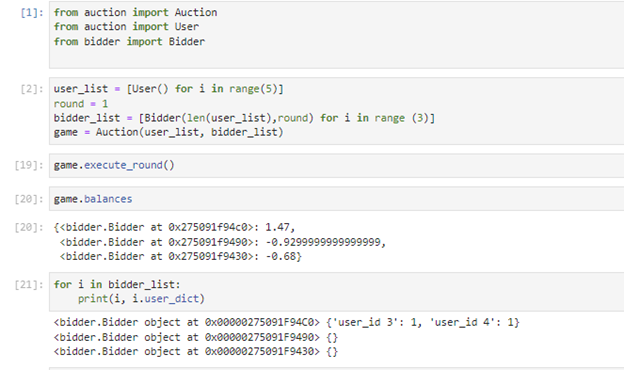 [1]: from auction import Auction
from auction import User
from bidder import Bidder
[2]: user_list = [User() for i in range(5)]
round = 1
bidder_list = [Bidder(len(user_list),round) for i in range (3)]
game = Auction(user_list, bidder_list)
[19]: game.execute_round()
[20]: game.balances
[20]: {<bidder.Bidder at 0x275091f94c0>: 1.47,
<bidder.Bidder at 0x275091f9490>: -0.9299999999999999,
<bidder.Bidder at 0x275091f9430>: -0.68}
[21]: for i in bidder_list:
print(i, i.user_dict)
<bidder.Bidder object at 0x00000275091F94C0> {'user_id 3': 1, 'user_id 4': 1}
<bidder.Bidder object at 0x00000275091F9490> {}
<bidder.Bidder object at 0x00000275091F9430> {}